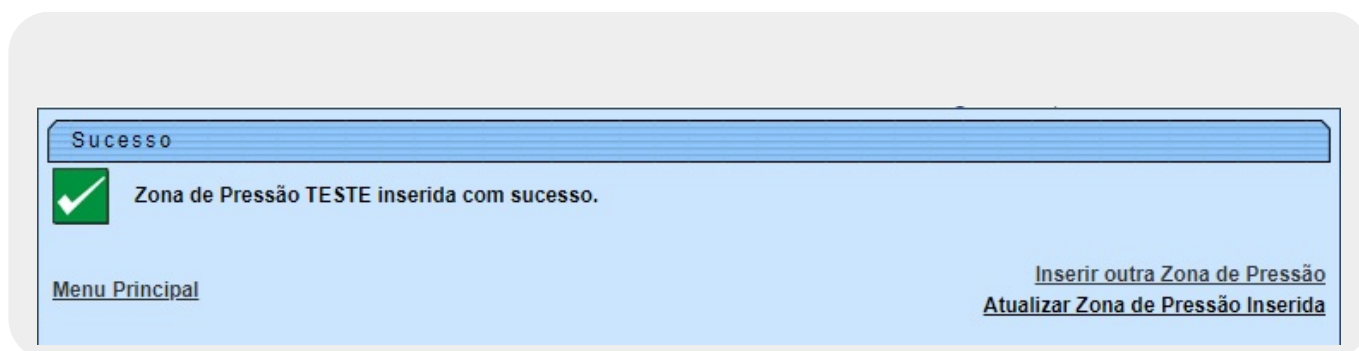 Sucesso
Zona de Pressão TESTE inserida com sucesso.
Menu Principal
Inserir outra Zona de Pressão
Atualizar Zona de Pressão Inserida